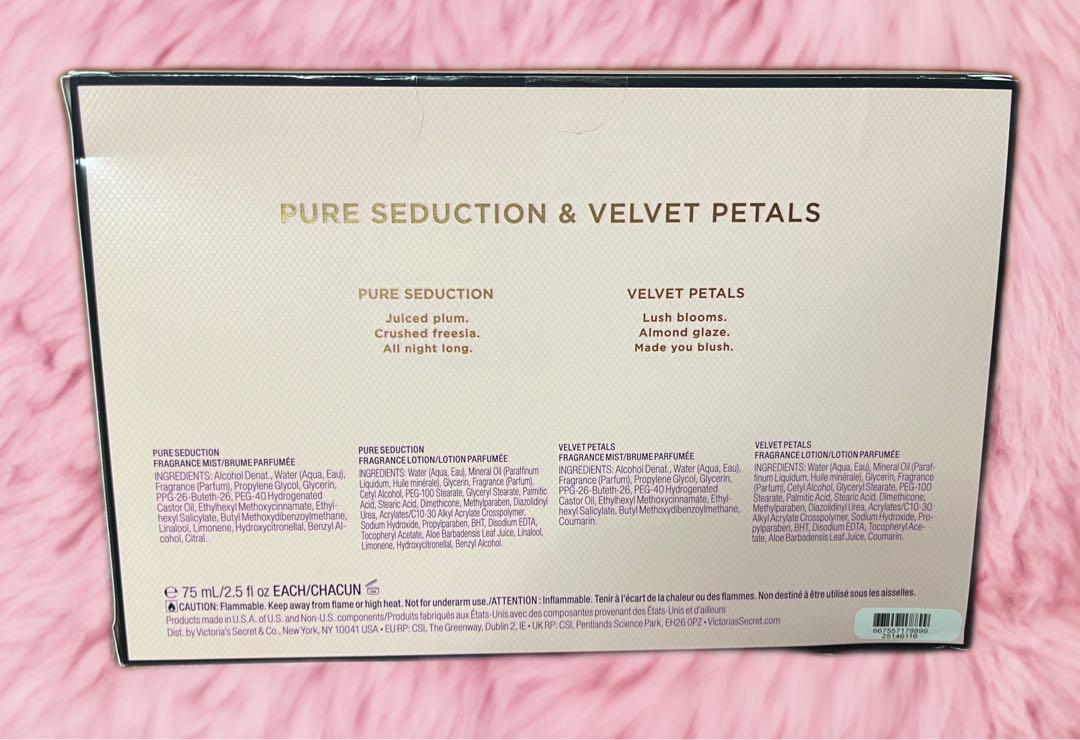 PURE SEDUCTION & VELVET PETALS
PURE SEDUCTION
Juiced plum.
Crushed freesia.
All night long.
VELVET PETALS
Lush blooms.
Almond glaze.
Made you blush.
PURE SEDUCTION
FRAGRANCE MIST/BRUME PARFUMÉE
INGREDIENTS: Alcohol Denat., Water (Aqua, Eau),
Fragrance (Parfum), Propylene Glycol, Glycerin,
PPG-26-Buteth-26, PEG-40 Hydrogenated
Castor Oil, Ethylhexyl Methoxycinnamate, Ethyl-
hexyl Salicylate, Butyl Methoxydibenzoylmethane,
Linalool, Limonene, Hydroxycitronellal, Benzyl Al-
cohol, Citral.
PURE SEDUCTION
FRAGRANCE LOTION/LOTION PARFUMÉE
INGREDIENTS: Water (Aqua, Eau), Mineral Oil (Paraffinum
Liquidum, Huile minérale), Glycerin, Fragrance (Parfum),
Cetyl Alcohol, PEG-100 Stearate, Glyceryl Stearate, Palmitic
Acid, Stearic Acid, Dimethicone, Methylparaben, Diazolidinyl
Urea, Acrylates/C10-30 Alkyl Acrylate Crosspolymer,
Sodium Hydroxide, Propylparaben, BHT, Disodium EDTA,
Tocopheryl Acetate, Aloe Barbadensis Leaf Juice, Linalool,
Limonene, Hydroxycitronellal, Benzyl Alcohol.
VELVET PETALS
FRAGRANCE MIST/BRUME PARFUMÉE
INGREDIENTS: Alcohol Denat., Water (Aqua, Eau),
Fragrance (Parfum), Propylene Glycol, Glycerin,
PPG-26-Buteth-26, PEG-40 Hydrogenated
Castor Oil, Ethylhexyl Methoxycinnamate, Ethyl-
hexyl Salicylate, Butyl Methoxydibenzoylmethane,
Coumarin.
VELVET PETALS
FRAGRANCE LOTION/LOTION PARFUMÉE
INGREDIENTS: Water (Aqua, Eau), Mineral Oil (Paraf-
finum Liquidum, Huile minérale), Glycerin, Fragrance
(Parfum), Cetyl Alcohol, Glyceryl Stearate, PEG-100
Stearate, Palmitic Acid, Stearic Acid, Dimethicone,
Methylparaben, Diazolidinyl Urea, Acrylates/C10-30
Alkyl Acrylate Crosspolymer, Sodium Hydroxide, Pro-
pylparaben, BHT, Disodium EDTA, Tocopheryl Ace-
tate, Aloe Barbadensis Leaf Juice, Coumarin.
℮ 75 mL/2.5 fl oz EACH/CHACUN
CAUTION: Flammable. Keep away from flame or high heat. Not for underarm use./ATTENTION : Inflammable. Tenir à l'écart de la chaleur ou des flammes. Non destiné à être utilisé sous les aisselles.
Products made in U.S.A. of U.S. and Non-U.S. components/Produits fabriqués aux États-Unis avec des composantes provenant des États-Unis et d'ailleurs
Dist. by Victoria's Secret & Co., New York, NY 10041 USA • EU RP: CSI, The Greenway, Dublin 2, IE • UK RP: CSI, Pentlands Science Park, EH26 0PZ • VictoriasSecret.com
667557178899
25146116